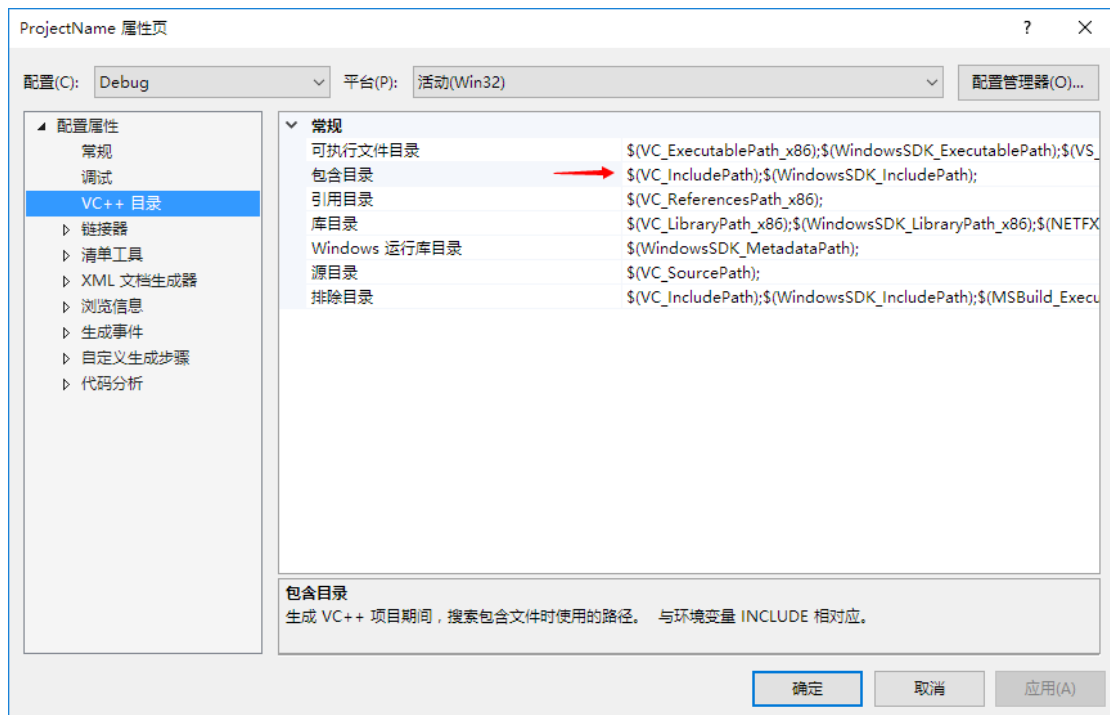 ProjectName 属性页
配置(C): Debug 平台(P): 活动(Win32) 配置管理器(O)...
配置属性
常规
调试
VC++ 目录
链接器
清单工具
XML 文档生成器
浏览信息
生成事件
自定义生成步骤
代码分析
常规
可执行文件目录 $(VC_ExecutablePath_x86);$(WindowsSDK_ExecutablePath);$(VS_
包含目录 $(VC_IncludePath);$(WindowsSDK_IncludePath);
引用目录 $(VC_ReferencesPath_x86);
库目录 $(VC_LibraryPath_x86);$(WindowsSDK_LibraryPath_x86);$(NETFX
Windows 运行库目录 $(WindowsSDK_MetadataPath);
源目录 $(VC_SourcePath);
排除目录 $(VC_IncludePath);$(WindowsSDK_IncludePath);$(MSBuild_Execu
包含目录
生成 VC++ 项目期间，搜索包含文件时使用的路径。 与环境变量 INCLUDE 相对应。
确定 取消 应用(A)